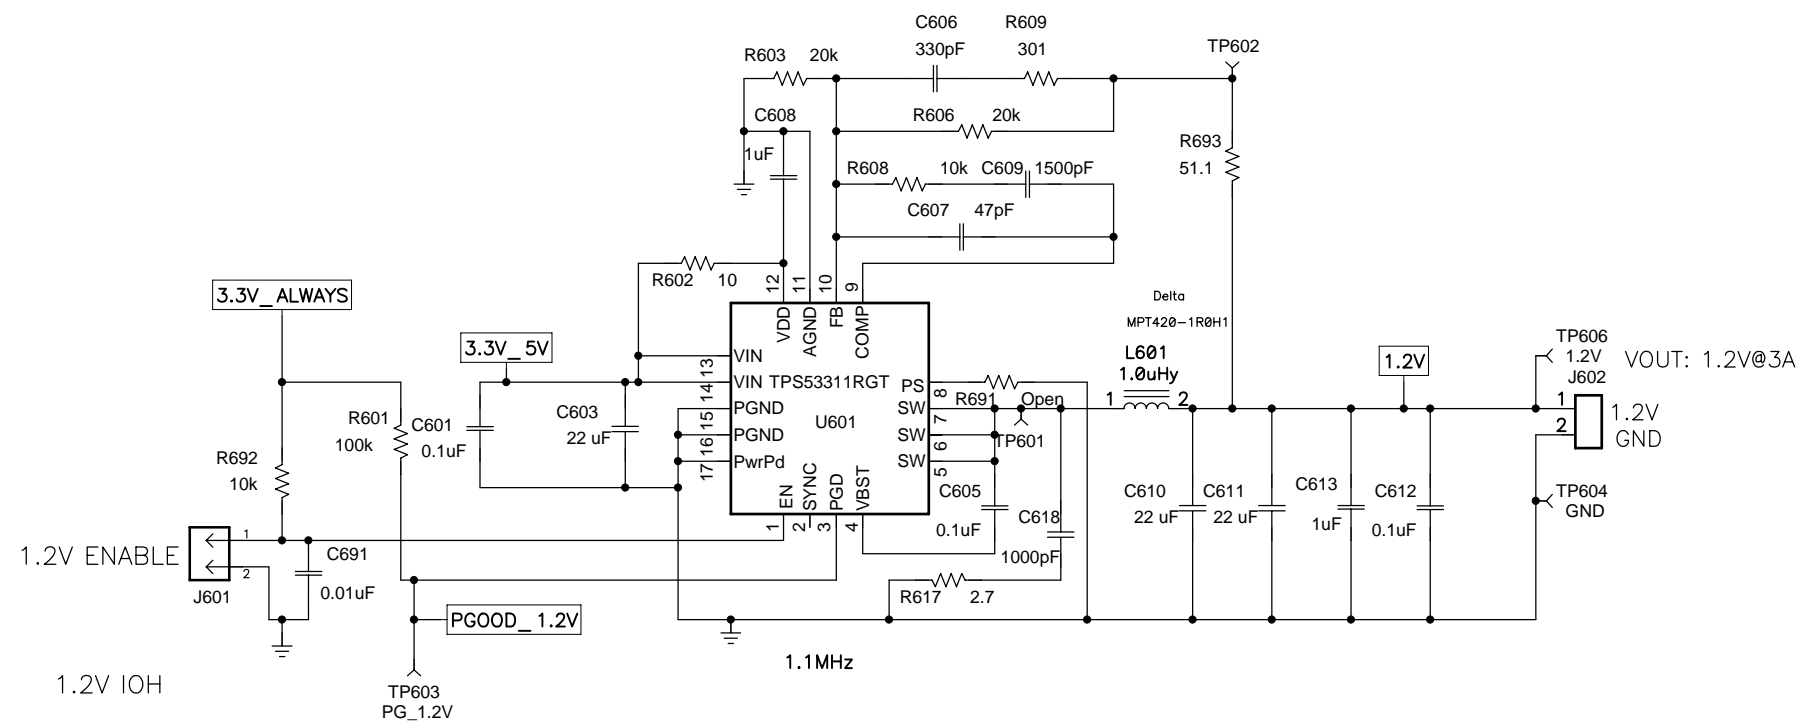 C606
330pF
R609
301
TP602
R603
20k
C608
1uF
R606
20k
R693
51.1
R608
10k
C609
1500pF
C607
47pF
R602
10
12
11
10
9
VDD
AGND
FB
COMP
3.3V_ALWAYS
3.3V_5V
Delta
MPT420-1R0H1
L601
1.0uHy
1
2
1.2V
TP606
1.2V
VOUT: 1.2V@3A
J602
1
2
1.2V
GND
VIN
13
VIN
14
PGND
15
PGND
16
PwrPd
17
TPS53311RGT
U601
PS
8
SW
7
SW
6
SW
5
R691
Open
TP601
R601
100k
C601
0.1uF
C603
22 uF
R692
10k
EN
SYNC
PGD
VBST
1
2
3
4
C605
0.1uF
C618
1000pF
C610
22 uF
C611
22 uF
C613
1uF
C612
0.1uF
TP604
GND
1.2V ENABLE
1
2
J601
C691
0.01uF
R617
2.7
PGOOD_1.2V
1.1MHz
1.2V IOH
TP603
PG_1.2V